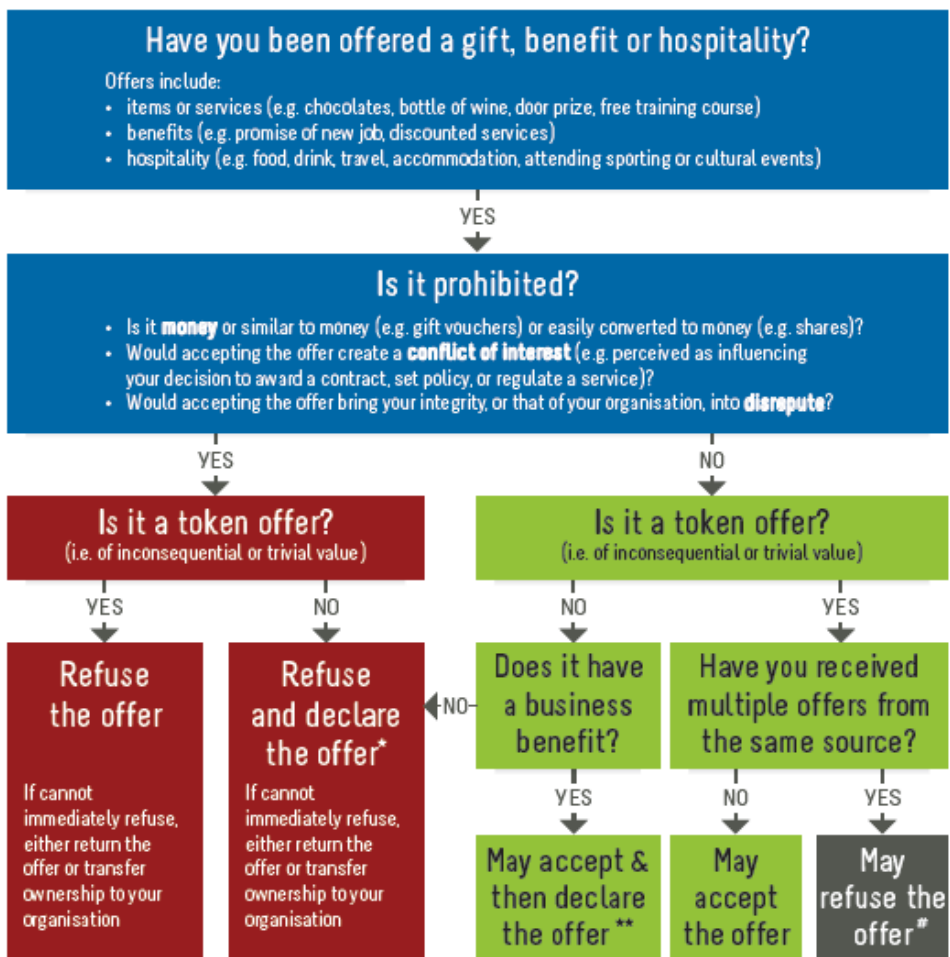 Have you been offered a gift, benefit or hospitality?
Offers include:
• items or services (e.g. chocolates, bottle of wine, door prize, free training course)
• benefits (e.g. promise of new job, discounted services)
• hospitality (e.g. food, drink, travel, accommodation, attending sporting or cultural events)
YES
Is it prohibited?
• Is it money or similar to money (e.g. gift vouchers) or easily converted to money (e.g. shares)?
• Would accepting the offer create a conflict of interest (e.g. perceived as influencing
your decision to award a contract, set policy, or regulate a service)?
• Would accepting the offer bring your integrity, or that of your organisation, into disrepute?
YES
NO
Is it a token offer?
(i.e. of inconsequential or trivial value)
Is it a token offer?
(i.e. of inconsequential or trivial value)
YES
NO
NO
YES
Refuse
the offer
If cannot
immediately refuse,
either return the
offer or transfer
ownership to your
organisation
Refuse
and declare
the offer*
If cannot
immediately refuse,
either return the
offer or transfer
ownership to your
organisation
NO
Does it have
a business
benefit?
Have you received
multiple offers from
the same source?
YES
NO
YES
May accept &
then declare
the offer**
May
accept
the offer
May
refuse the
offer#